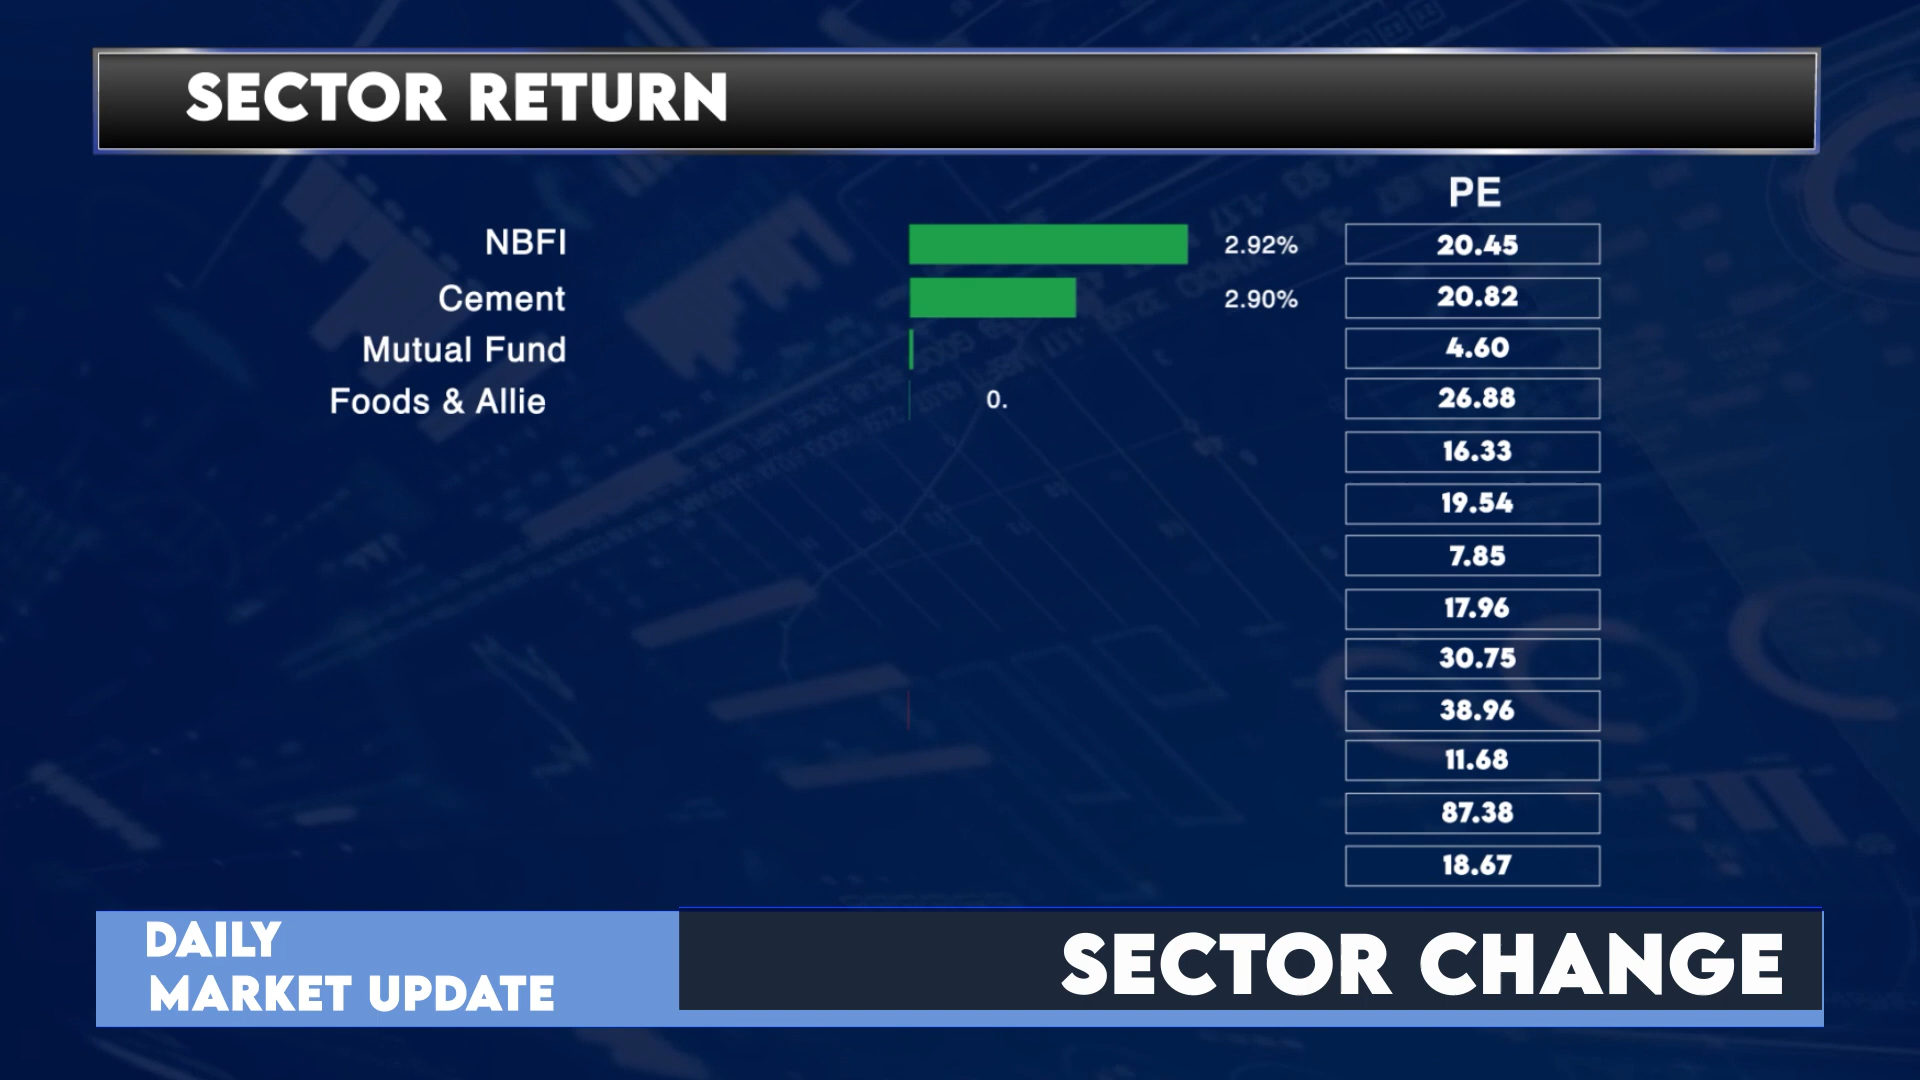 SECTOR RETURN
PE
NBFI 2.92% 20.45
Cement 2.90% 20.82
Mutual Fund 4.60
Foods & Allie 0. 26.88
16.33
19.54
7.85
17.96
30.75
38.96
11.68
87.38
18.67
DAILY
MARKET UPDATE
SECTOR CHANGE